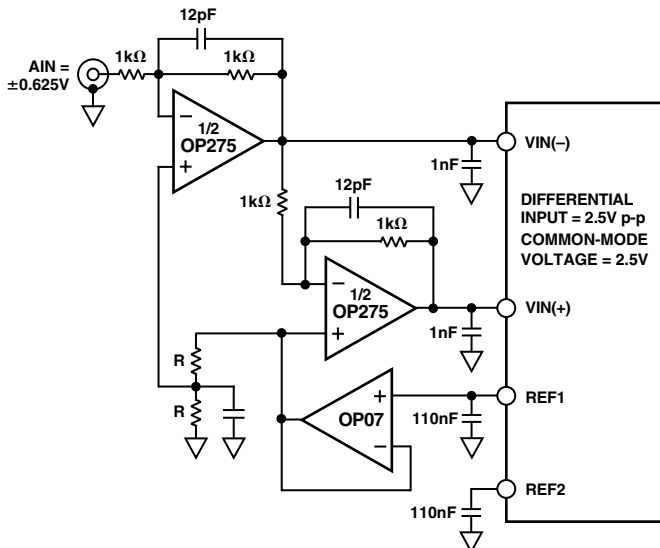 12pF
AIN =
±0.625V
1kΩ
1kΩ
1/2
OP275
VIN(–)
1nF
1kΩ
12pF
1kΩ
DIFFERENTIAL
INPUT = 2.5V p-p
COMMON-MODE
VOLTAGE = 2.5V
1/2
OP275
VIN(+)
1nF
R
R
OP07
REF1
110nF
REF2
110nF